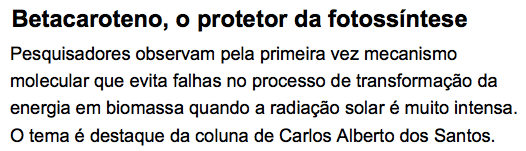 Betacaroteno, o protetor da fotossíntese
Pesquisadores observam pela primeira vez mecanismo
molecular que evita falhas no processo de transformação da
energia em biomassa quando a radiação solar é muito intensa.
O tema é destaque da coluna de Carlos Alberto dos Santos.